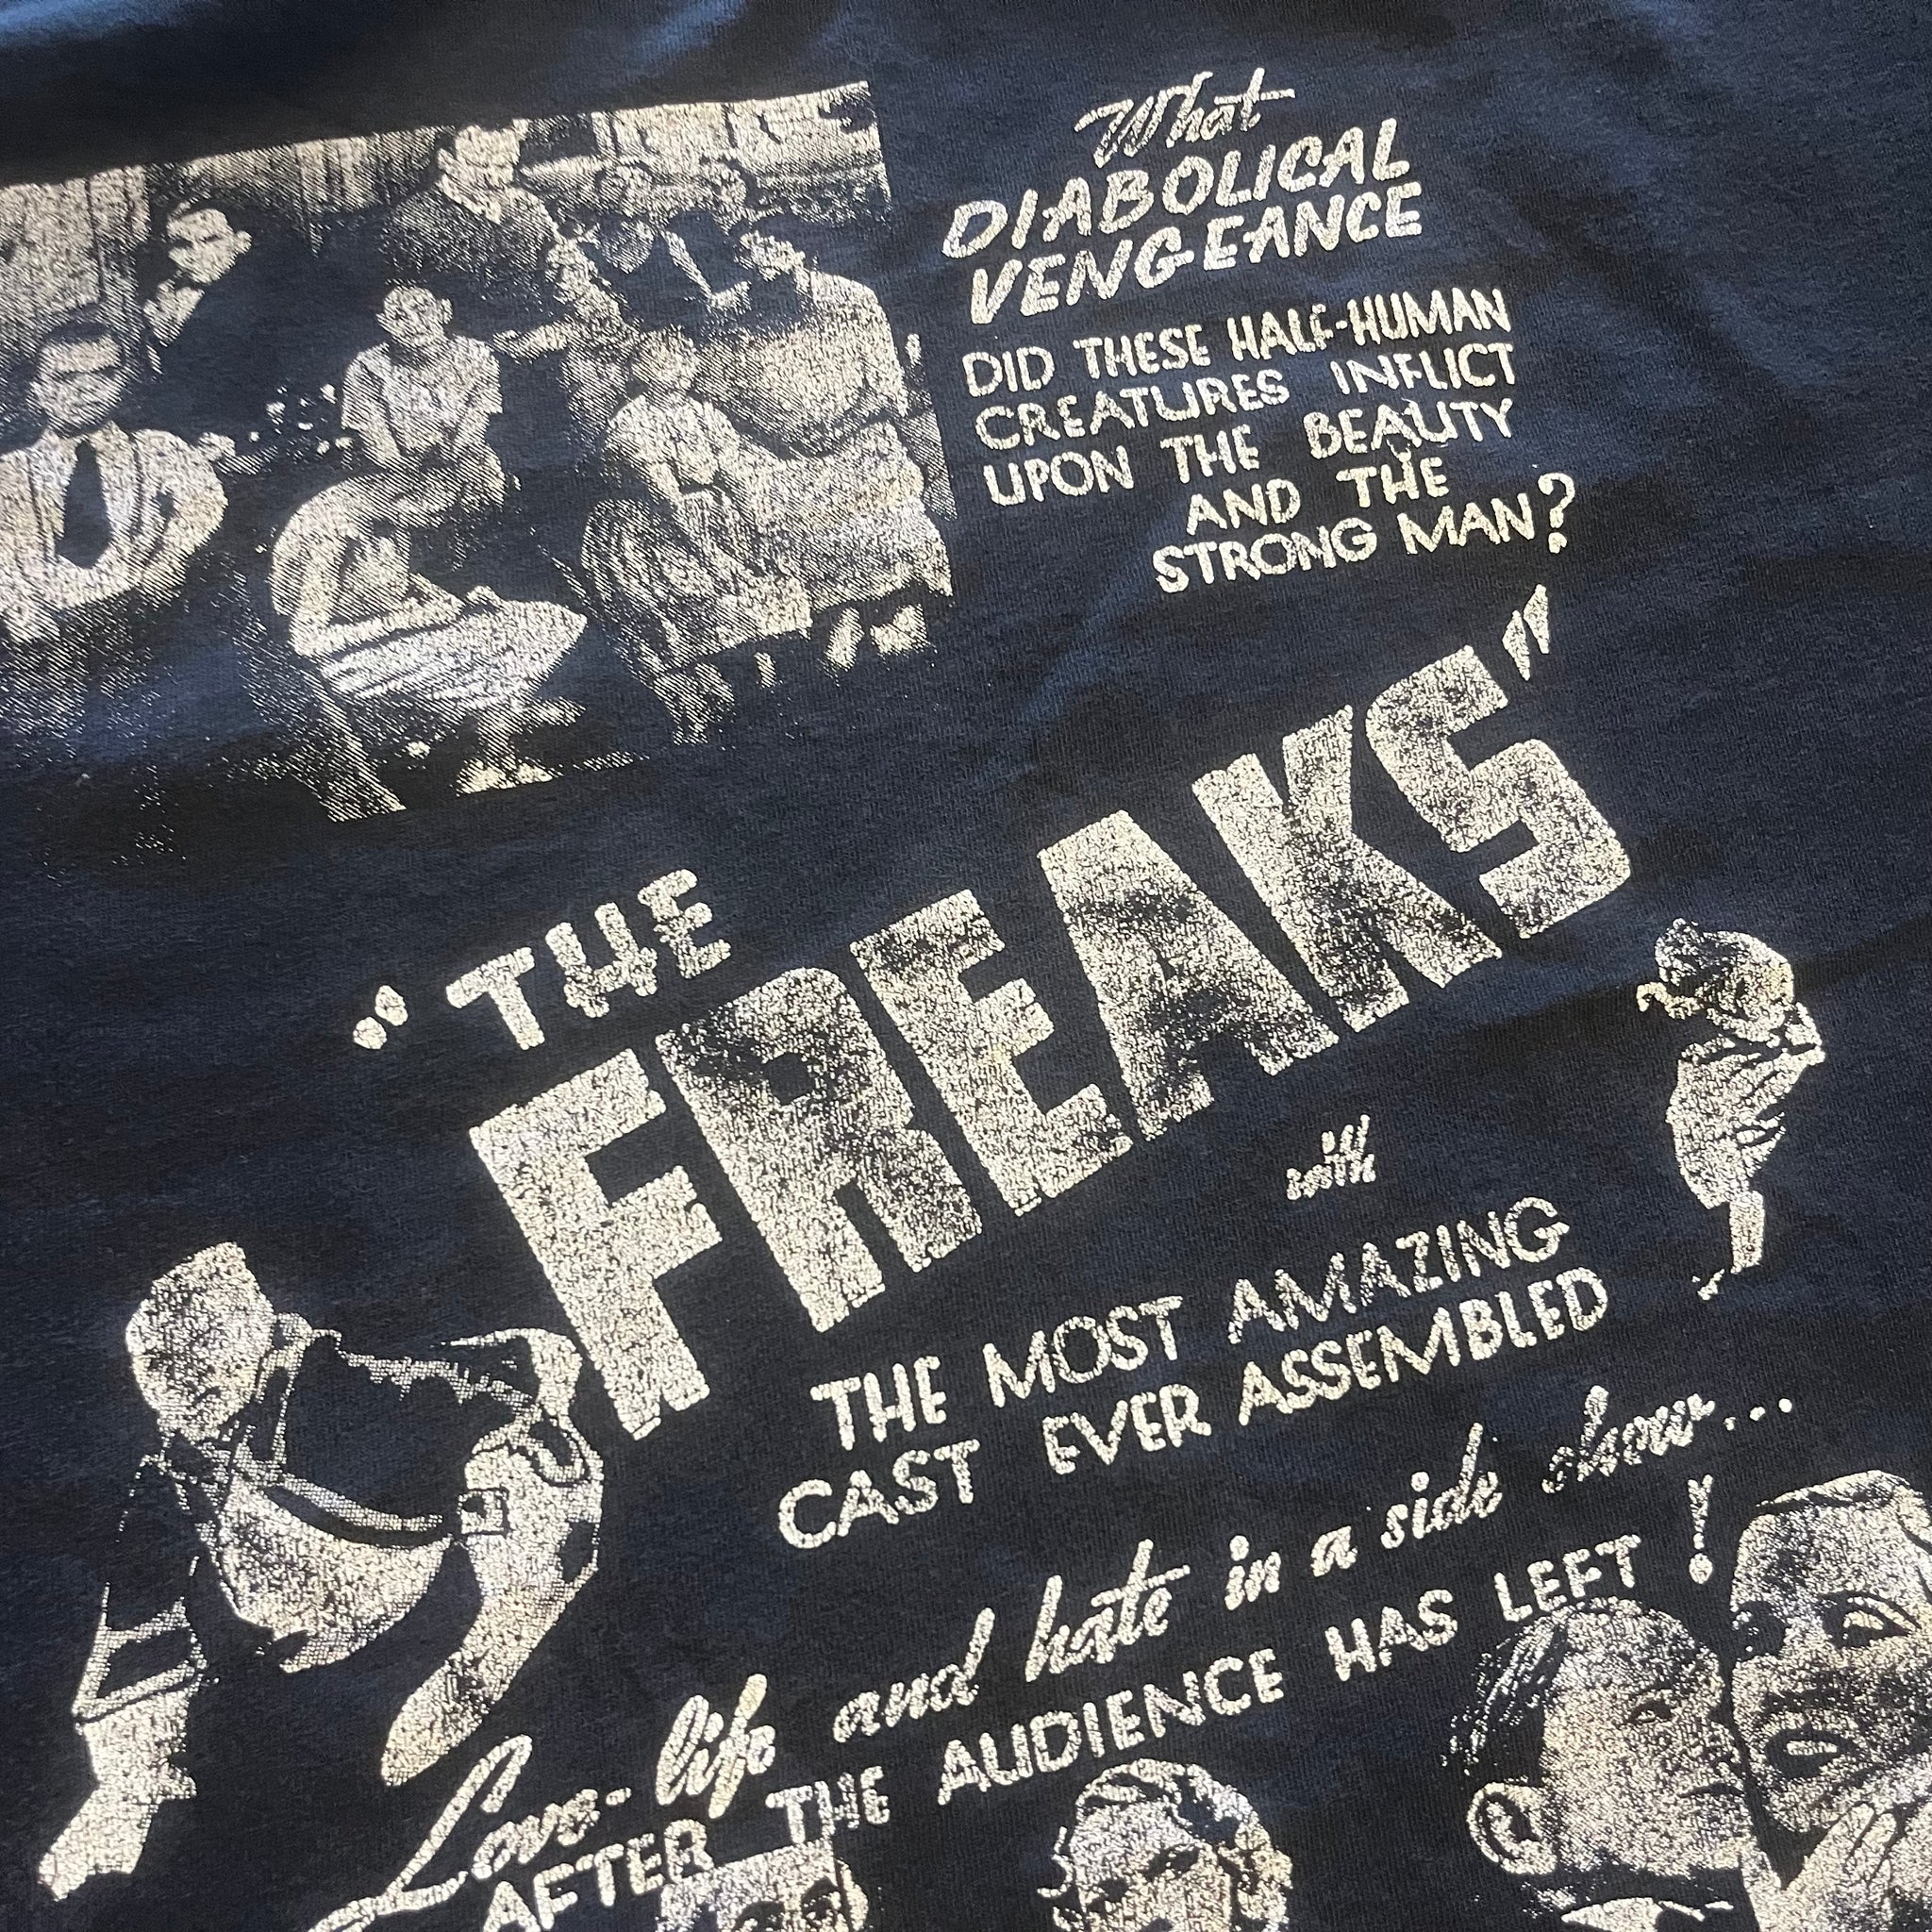 What
DIABOLICAL
VENGEANCE
DID THESE HALF-HUMAN
CREATURES INFLICT
UPON THE BEAUTY
AND THE
STRONG MAN?
"THE
FREAKS"
with
THE MOST AMAZING
CAST EVER ASSEMBLED
Love-life and hate in a side show...
AFTER THE AUDIENCE HAS LEFT!